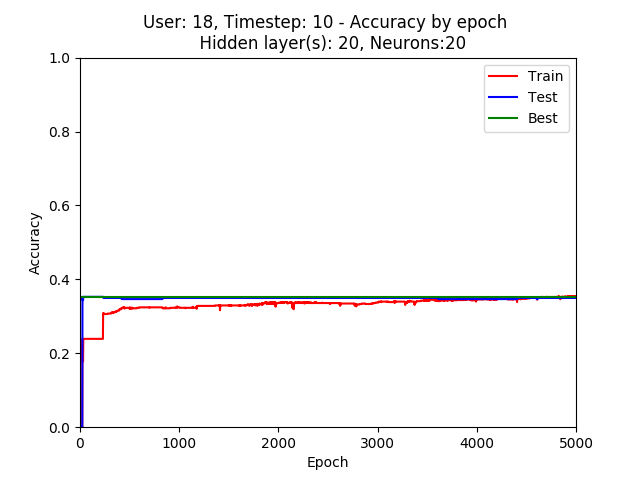 User: 18, Timestep: 10 - Accuracy by epoch
Hidden layer(s): 20, Neurons:20
1.0
0.8
0.6
0.4
0.2
0.0
Accuracy
Train
Test
Best
0 1000 2000 3000 4000 5000
Epoch